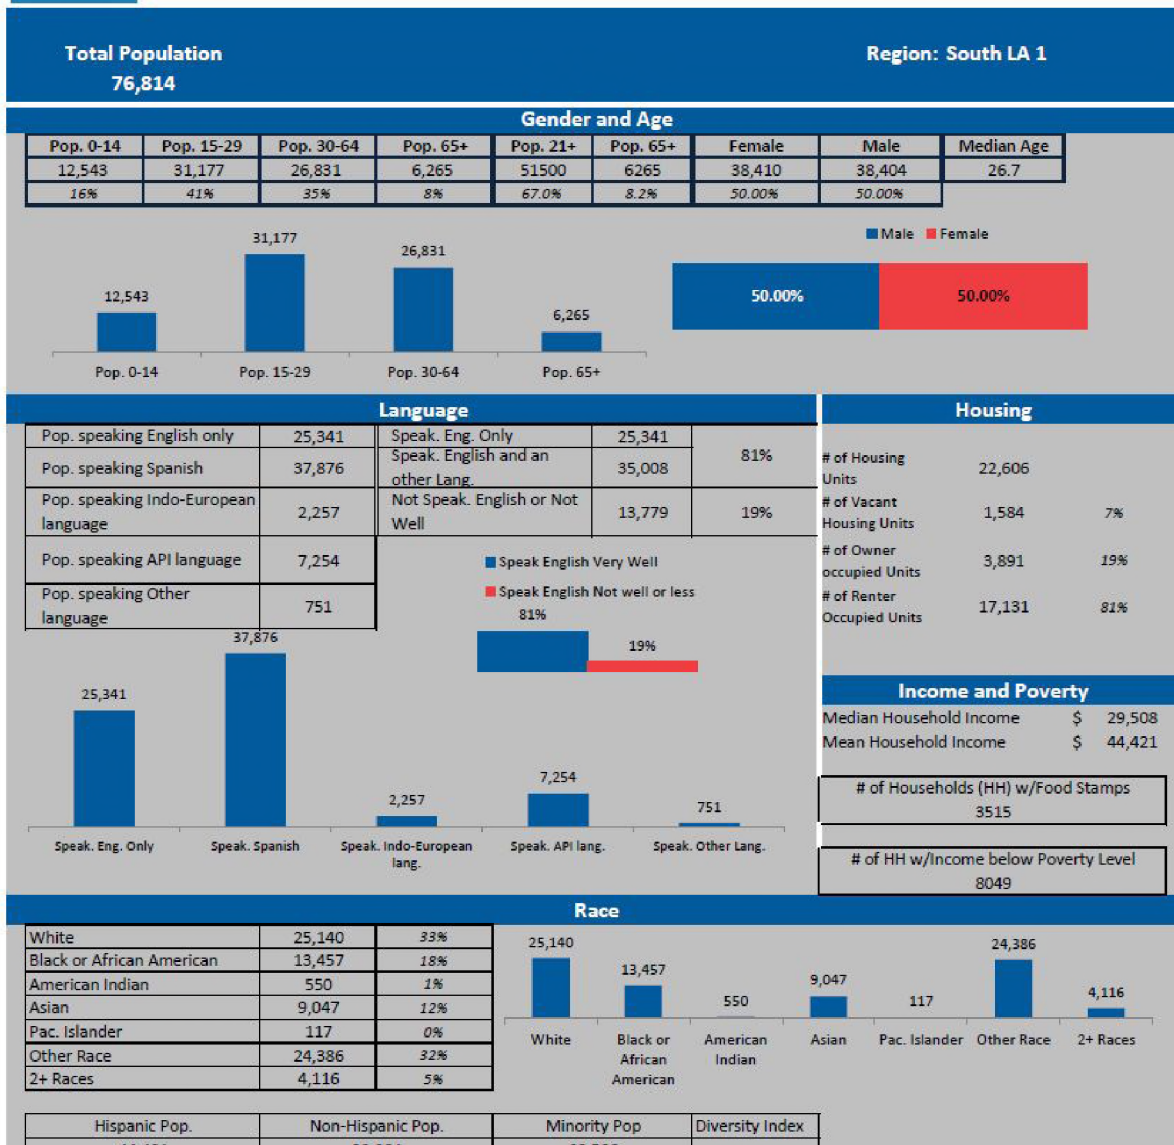 Total Population
76,814
Region: South LA 1
Gender and Age
Pop. 0-14 Pop. 15-29 Pop. 30-64 Pop. 65+ Pop. 21+ Pop. 65+ Female Male Median Age
12,543 31,177 26,831 6,265 51500 6265 38,410 38,404 26.7
16% 41% 35% 8% 67.0% 8.2% 50.00% 50.00%
31,177
26,831
12,543
6,265
Pop. 0-14 Pop. 15-29 Pop. 30-64 Pop. 65+
Male Female
50.00% 50.00%
Language
Pop. speaking English only 25,341
Pop. speaking Spanish 37,876
Pop. speaking Indo-European
language 2,257
Pop. speaking API language 7,254
Pop. speaking Other
language 751
Speak. Eng. Only 25,341
Speak. English and an
other Lang. 35,008
81%
Not Speak. English or Not
Well 13,779 19%
Speak English Very Well
Speak English Not well or less
81%
19%
37,876
25,341
7,254
2,257
751
Speak. Eng. Only Speak. Spanish Speak. Indo-European
lang. Speak. API lang. Speak. Other Lang.
Housing
# of Housing
Units 22,606
# of Vacant
Housing Units 1,584 7%
# of Owner
occupied Units 3,891 19%
# of Renter
Occupied Units 17,131 81%
Income and Poverty
Median Household Income $ 29,508
Mean Household Income $ 44,421
# of Households (HH) w/Food Stamps
3515
# of HH w/Income below Poverty Level
8049
Race
White 25,140 33%
Black or African American 13,457 18%
American Indian 550 1%
Asian 9,047 12%
Pac. Islander 117 0%
Other Race 24,386 32%
2+ Races 4,116 5%
25,140
13,457
550
9,047
117
24,386
4,116
White
Black or
African
American
American
Indian
Asian
Pac. Islander
Other Race
2+ Races
Hispanic Pop. Non-Hispanic Pop. Minority Pop Diversity Index